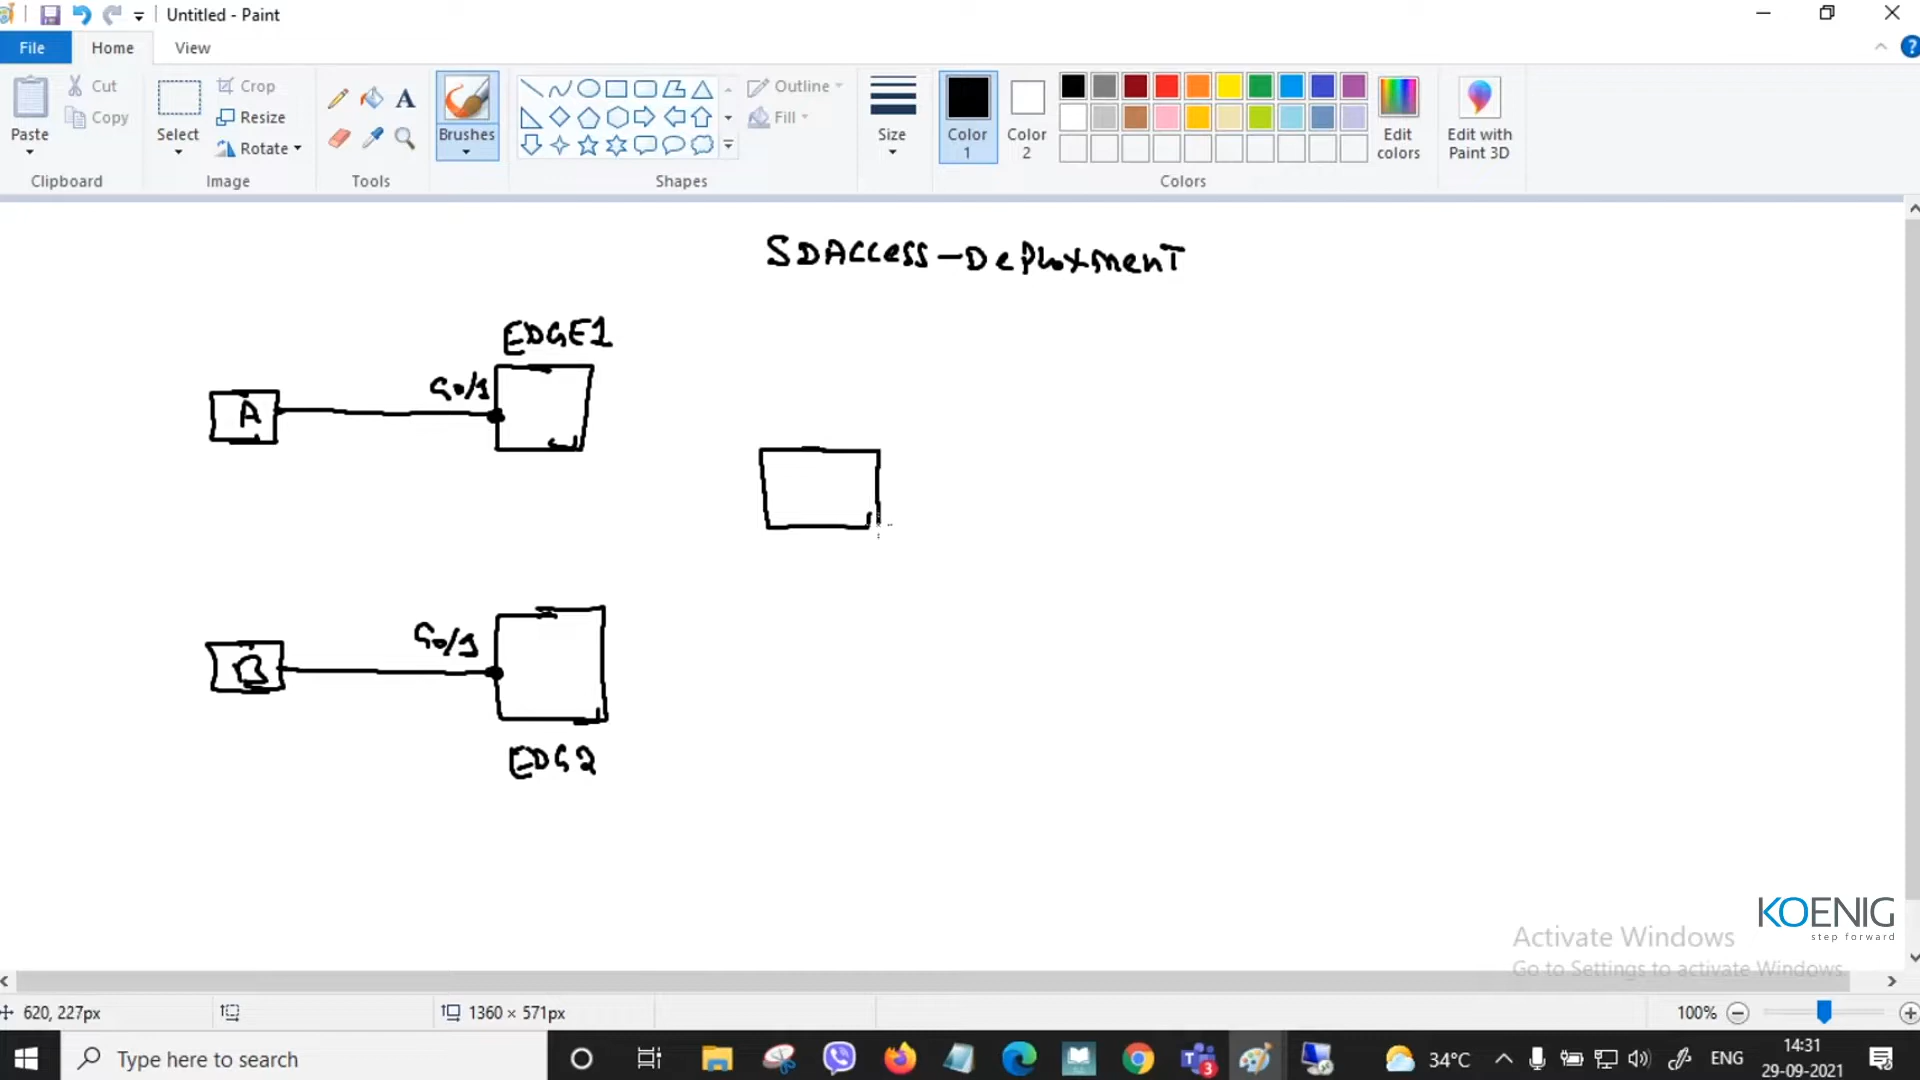 Untitled - Paint
File
Home
View
Paste
Cut
Copy
Clipboard
Select
Crop
Resize
Rotate
Image
Tools
Brushes
Outline
Fill
Shapes
Size
Color 1
Color 2
Edit colors
Edit with Paint 3D
Colors
SDAccess-Deployment
EDGE1
A
G0/1
B
G0/1
EDG2
KOENIG
step forward
Activate Windows
Go to Settings to activate Windows.
620, 227px
1360 × 571px
100%
Type here to search
3
34°C
ENG
14:31
29-09-2021